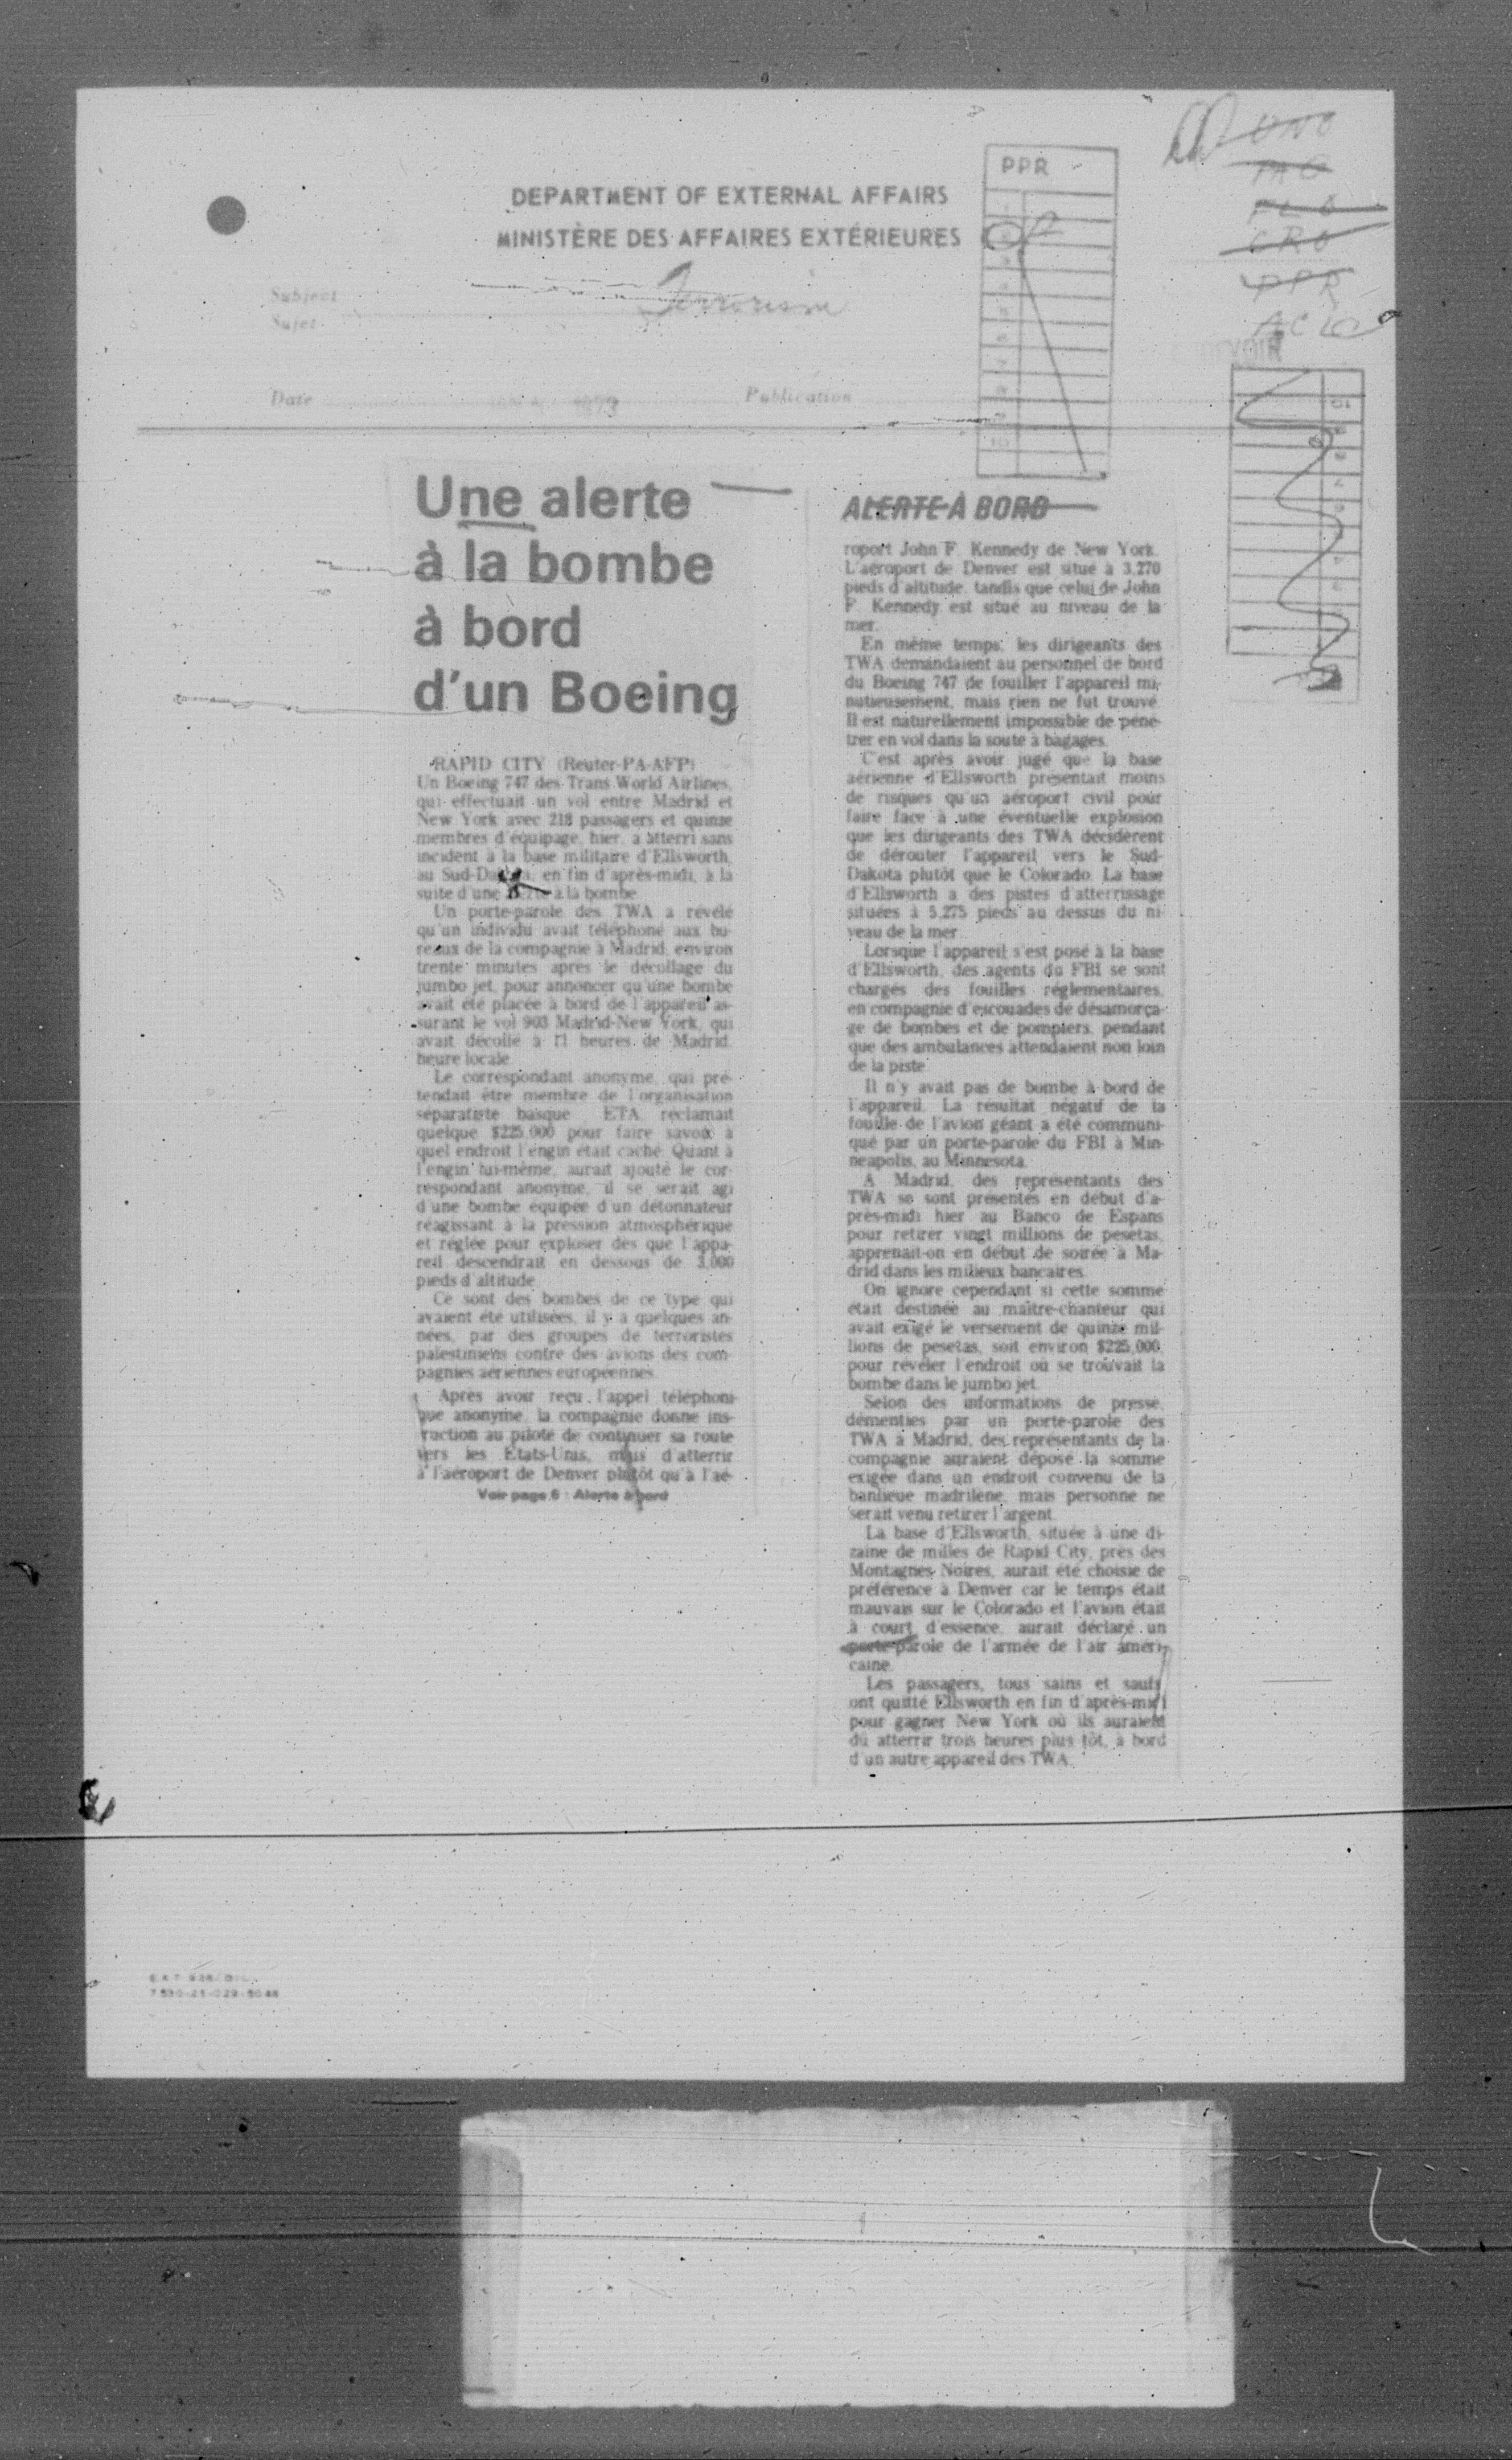 DEPARTMENT OF EXTERNAL AFFAIRS
MINISTÈRE DES AFFAIRES EXTÉRIEURES
PPR
UNO
FLO
CRO
PPR
Subject
Sujet
Terrorism
Date
1973
Publication
Une alerte
à la bombe
à bord
d'un Boeing
RAPID CITY (Reuter-PA-AFP)
Un Boeing 747 des Trans World Airlines,
qui effectuait un vol entre Madrid et
New York avec 218 passagers et quinze
membres d'équipage, hier, a atterri sans
incident à la base militaire d'Ellsworth,
au Sud-Dakota, en fin d'après-midi, à la
suite d'une alerte à la bombe.
Un porte-parole des TWA a révélé
qu'un individu avait téléphoné aux bu-
reaux de la compagnie à Madrid, environ
trente minutes après le décollage du
jumbo jet, pour annoncer qu'une bombe
avait été placée à bord de l'appareil as-
surant le vol 903 Madrid-New York, qui
avait décollé à 11 heures de Madrid,
heure locale.
Le correspondant anonyme, qui pré-
tendait être membre de l'organisation
séparatiste basque ETA, réclamait
quelque $225,000 pour faire savoir à
quel endroit l'engin était caché. Quant à
l'engin lui-même, aurait ajouté le cor-
respondant anonyme, il se serait agi
d'une bombe équipée d'un détonnateur
réagissant à la pression atmosphérique
et réglée pour exploser dès que l'appa-
reil descendrait en dessous de 3,000
pieds d'altitude.
Ce sont des bombes de ce type qui
avaient été utilisées, il y a quelques an-
nées, par des groupes de terroristes
palestiniens contre des avions des com-
pagnies aériennes européennes.
Après avoir reçu l'appel téléphoni-
que anonyme, la compagnie donne ins-
truction au pilote de continuer sa route
vers les Etats-Unis, mais d'atterrir
à l'aéroport de Denver plutôt qu'à l'aé-
Voir page 6 : Alerte à bord
ALERTE À BORD
roport John F. Kennedy de New York.
L'aéroport de Denver est situé à 3,270
pieds d'altitude, tandis que celui de John
F. Kennedy est situé au niveau de la
mer.
En même temps, les dirigeants des
TWA demandaient au personnel de bord
du Boeing 747 de fouiller l'appareil mi-
nutieusement, mais rien ne fut trouvé.
Il est naturellement impossible de péné-
trer en vol dans la soute à bagages.
C'est après avoir jugé que la base
aérienne d'Ellsworth présentait moins
de risques qu'un aéroport civil pour
faire face à une éventuelle explosion
que les dirigeants des TWA décidèrent
de dérouter l'appareil vers le Sud-
Dakota plutôt que le Colorado. La base
d'Ellsworth a des pistes d'atterrissage
situées à 5,275 pieds au dessus du ni-
veau de la mer.
Lorsque l'appareil s'est posé à la base
d'Ellsworth, des agents du FBI se sont
chargés des fouilles réglementaires,
en compagnie d'escouades de désamorça-
ge de bombes et de pompiers, pendant
que des ambulances attendaient non loin
de la piste.
Il n'y avait pas de bombe à bord de
l'appareil. La résultat négatif de la
fouille de l'avion géant a été communi-
qué par un porte-parole du FBI à Min-
neapolis, au Minnesota.
A Madrid, des représentants des
TWA se sont présentés en début d'a-
près-midi hier au Banco de Espans
pour retirer vingt millions de pesetas,
apprenait-on en début de soirée à Ma-
drid dans les milieux bancaires.
On ignore cependant si cette somme
était destinée au maître-chanteur qui
avait exigé le versement de quinze mil-
lions de pesetas, soit environ $225,000,
pour révéler l'endroit où se trouvait la
bombe dans le jumbo jet.
Selon des informations de presse,
démenties par un porte-parole des
TWA à Madrid, des représentants de la
compagnie auraient déposé la somme
exigée dans un endroit convenu de la
banlieue madrilène, mais personne ne
serait venu retirer l'argent.
La base d'Ellsworth, située à une di-
zaine de milles de Rapid City, près des
Montagnes Noires, aurait été choisie de
préférence à Denver car le temps était
mauvais sur le Colorado et l'avion était
à court d'essence, aurait déclaré un
porte-parole de l'armée de l'air améri-
caine.
Les passagers, tous sains et saufs
ont quitté Ellsworth en fin d'après-midi
pour gagner New York où ils auraient
dû atterrir trois heures plus tôt, à bord
d'un autre appareil des TWA.